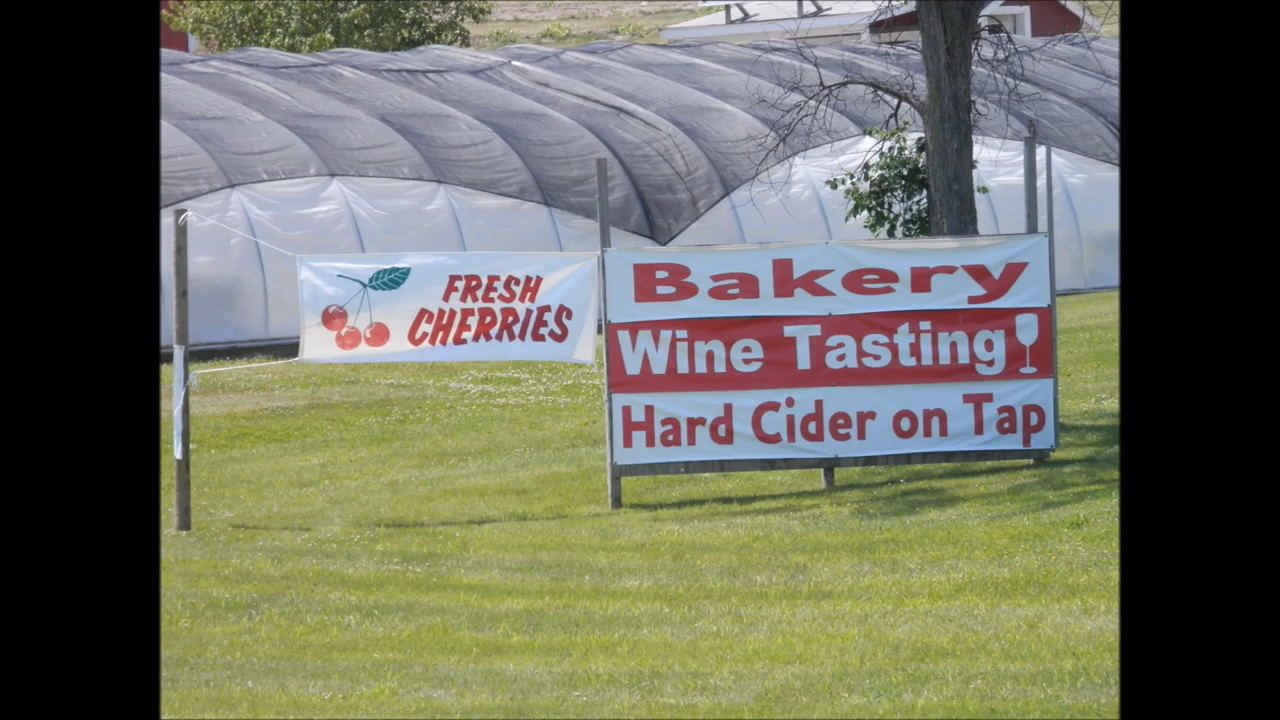 FRESH
CHERRIES
Bakery
Wine Tasting
Hard Cider on Tap